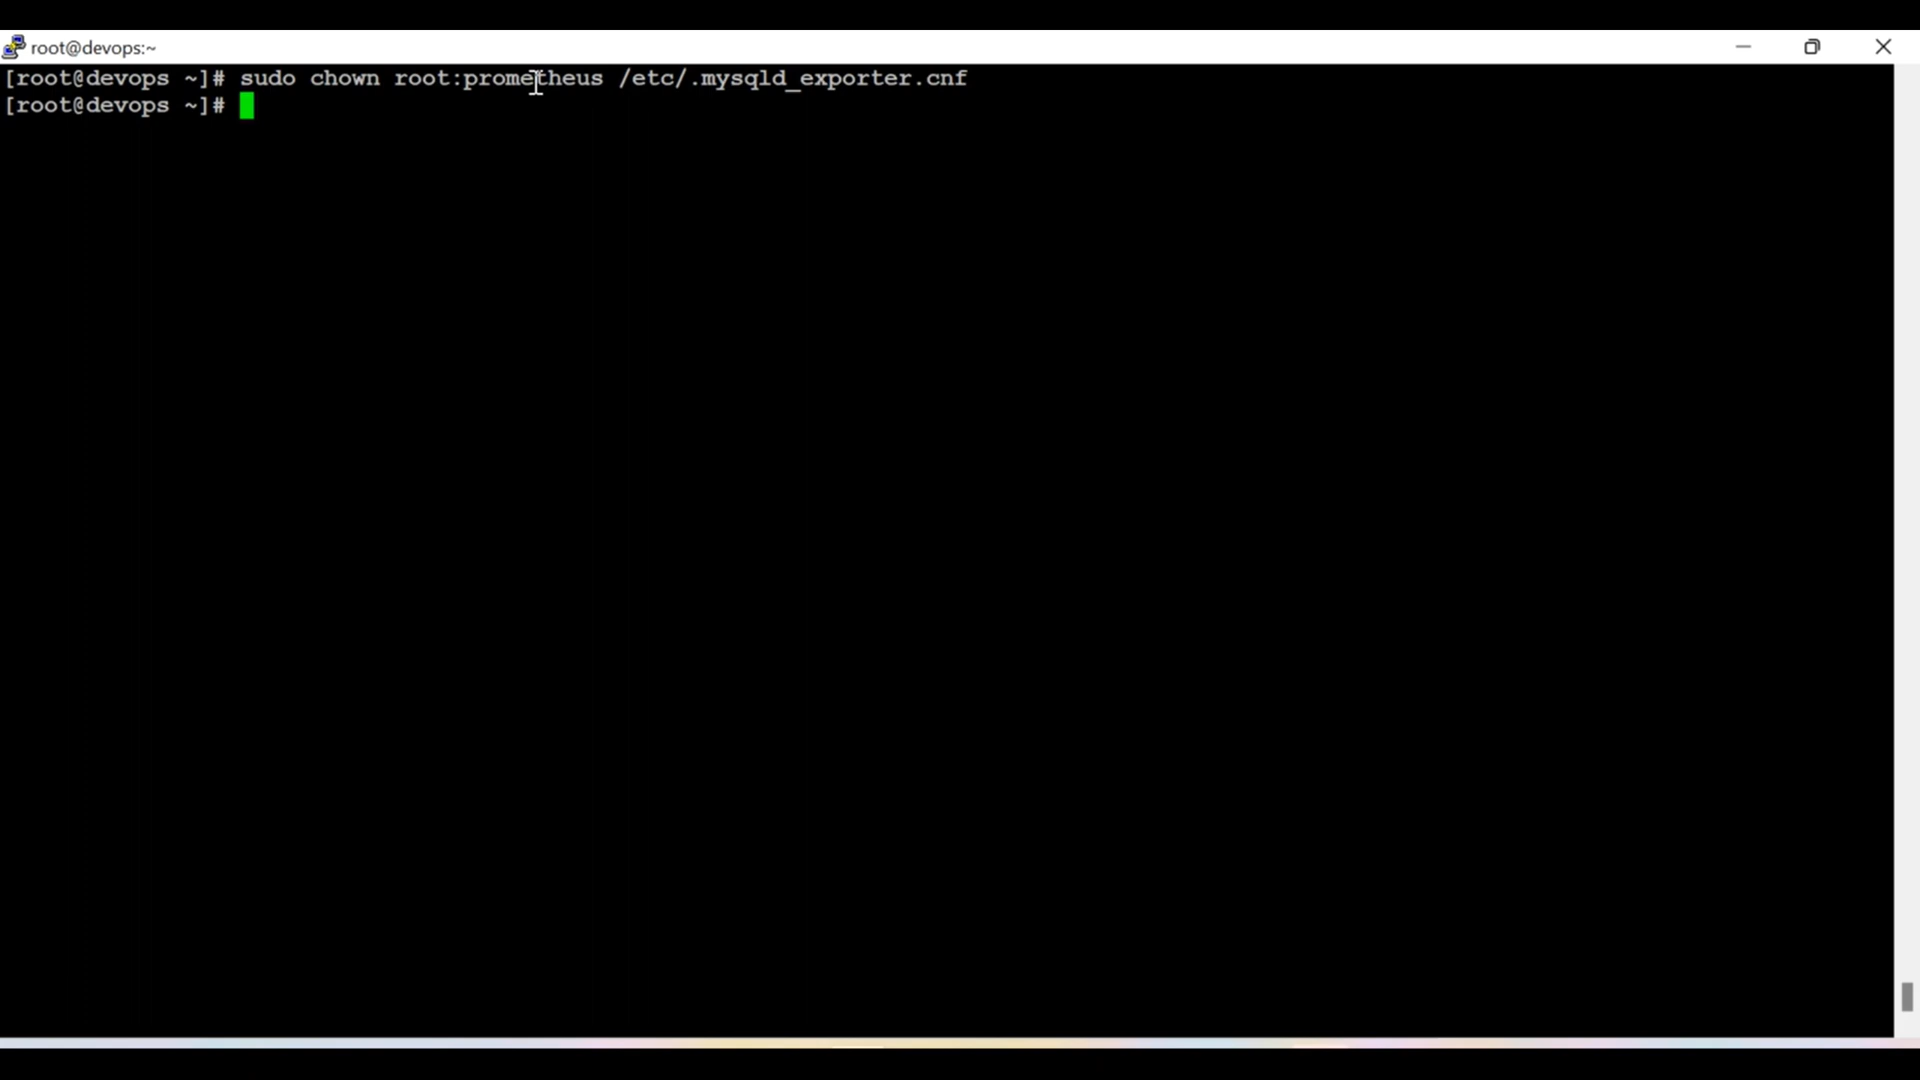 root@devops:~
[root@devops ~]# sudo chown root:prometheus /etc/.mysqld_exporter.cnf
[root@devops ~]#